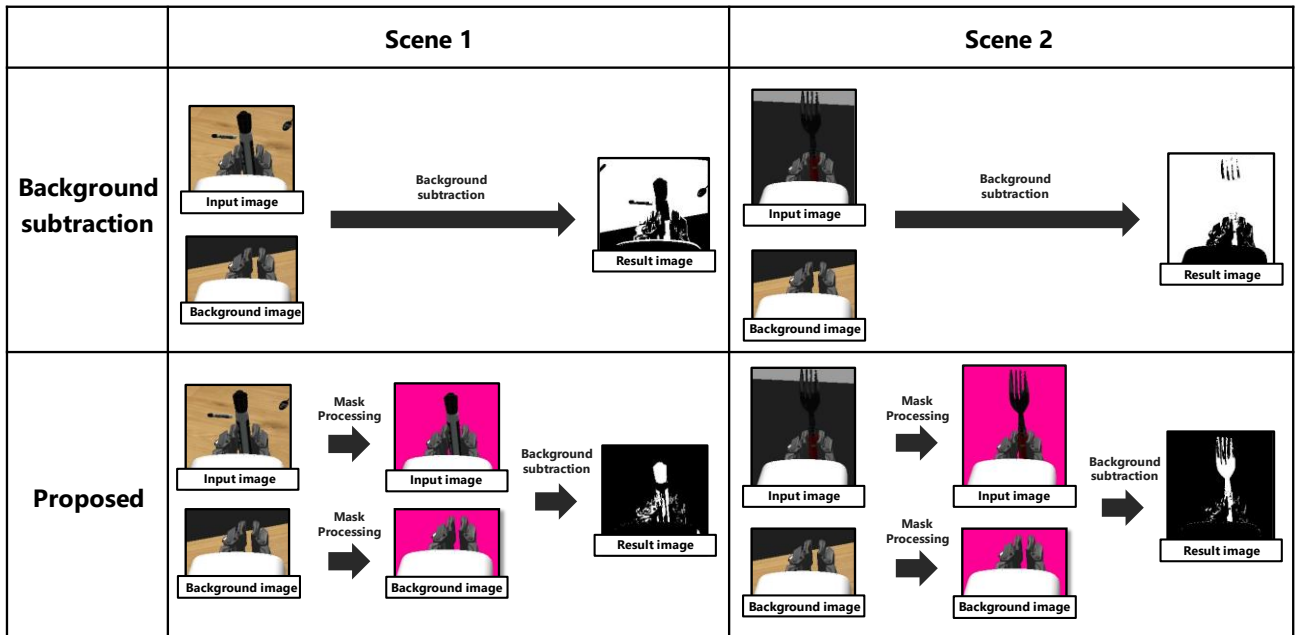 Scene 1
Scene 2
Background
subtraction
Input image
Background image
Background
subtraction
Result image
Input image
Background image
Background
subtraction
Result image
Proposed
Input image
Mask
Processing
Input image
Background image
Mask
Processing
Background image
Background
subtraction
Result image
Input image
Mask
Processing
Input image
Background image
Mask
Processing
Background image
Background
subtraction
Result image